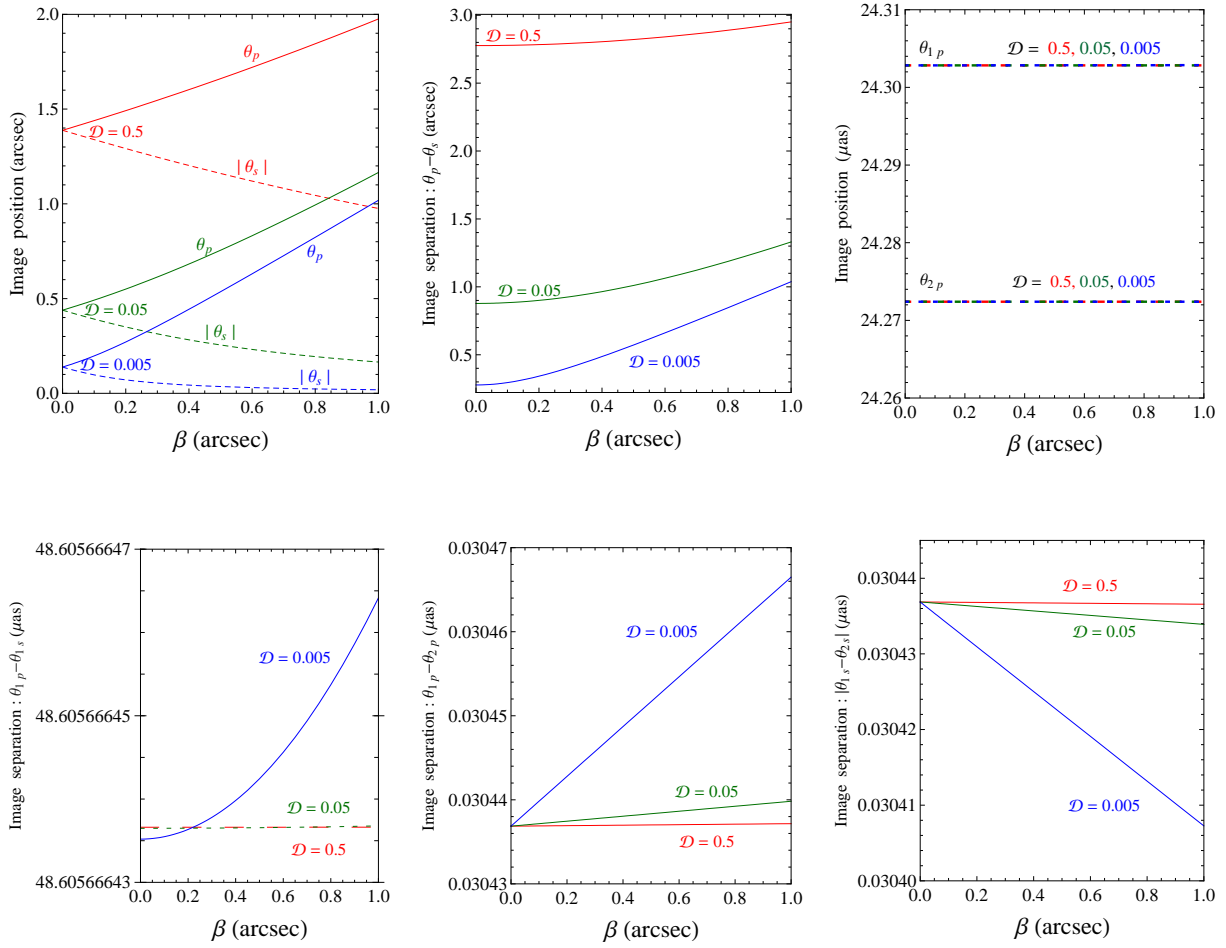 2.0
1.5
1.0
0.5
0.0
Image position (arcsec)
θp
𝒟 = 0.5
| θs |
θp
θp
𝒟 = 0.05
| θs |
𝒟 = 0.005
| θs |
0.0 0.2 0.4 0.6 0.8 1.0
β (arcsec)
3.0
2.5
2.0
1.5
1.0
0.5
Image separation : θp−θs (arcsec)
𝒟 = 0.5
𝒟 = 0.05
𝒟 = 0.005
0.0 0.2 0.4 0.6 0.8 1.0
β (arcsec)
24.31
24.30
24.29
24.28
24.27
24.26
Image position (μas)
θ1 p 𝒟 = 0.5, 0.05, 0.005
θ2 p 𝒟 = 0.5, 0.05, 0.005
0.0 0.2 0.4 0.6 0.8 1.0
β (arcsec)
48.60566647
48.60566645
48.60566643
Image separation : θ1 p−θ1 s (μas)
𝒟 = 0.005
𝒟 = 0.05
𝒟 = 0.5
0.0 0.2 0.4 0.6 0.8 1.0
β (arcsec)
0.03047
0.03046
0.03045
0.03044
0.03043
Image separation : θ1 p−θ2 p (μas)
𝒟 = 0.005
𝒟 = 0.05
𝒟 = 0.5
0.0 0.2 0.4 0.6 0.8 1.0
β (arcsec)
0.03044
0.03043
0.03042
0.03041
0.03040
Image separation : |θ1 s−θ2 s| (μas)
𝒟 = 0.5
𝒟 = 0.05
𝒟 = 0.005
0.0 0.2 0.4 0.6 0.8 1.0
β (arcsec)